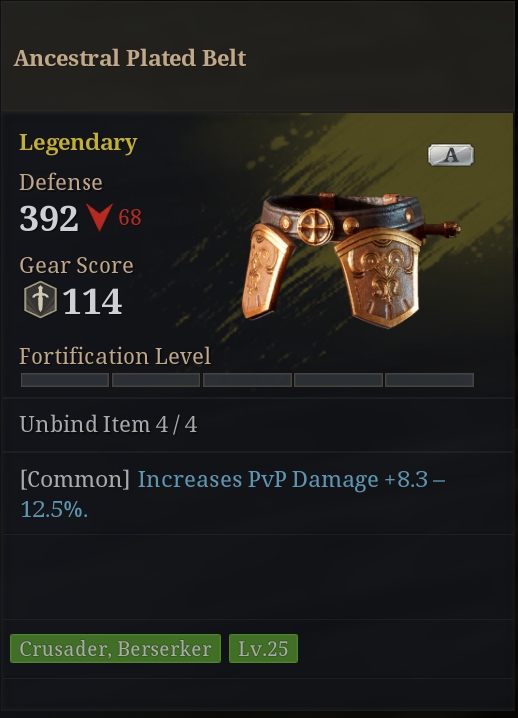 Ancestral Plated Belt
Legendary
A
Defense
392 68
Gear Score
114
Fortification Level
Unbind Item 4 / 4
[Common] Increases PvP Damage +8.3 –
12.5%.
Crusader, Berserker Lv.25